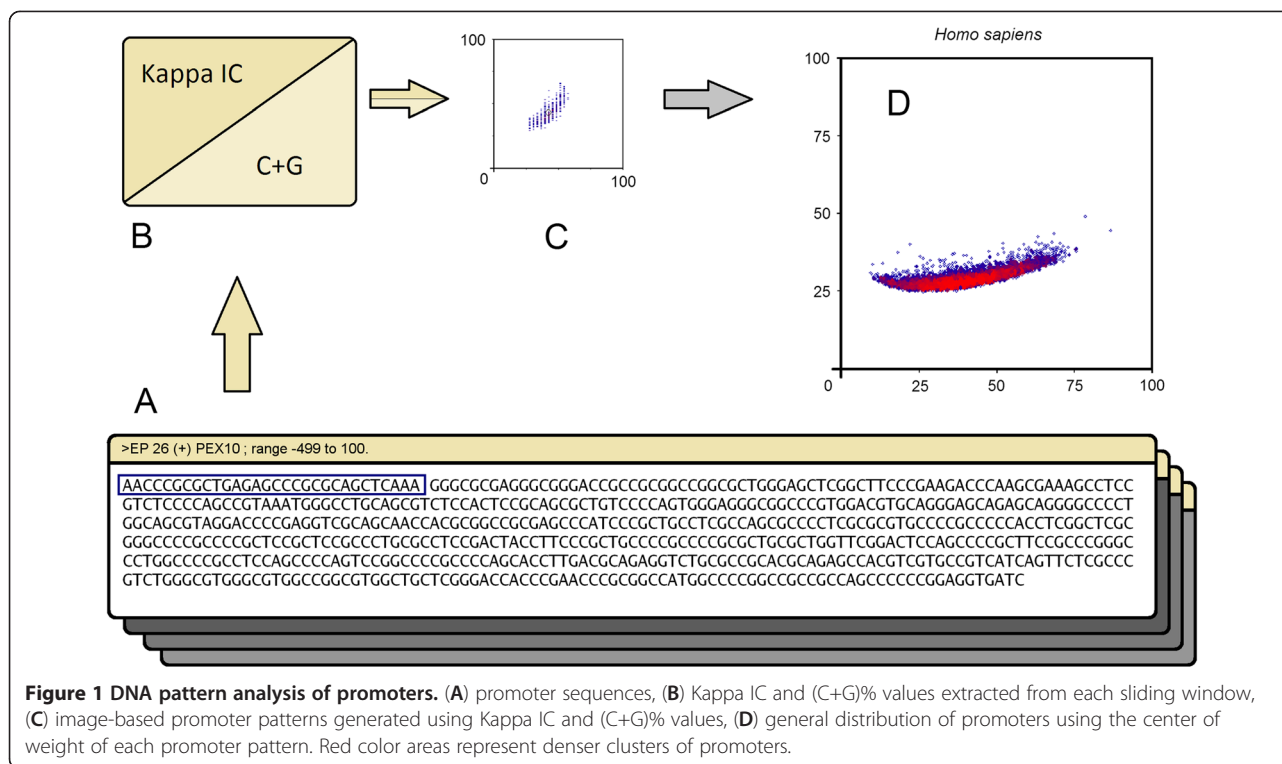 Kappa IC
C+G
B
100
0
100
C
Homo sapiens
100
D
75
50
25
0
25
50
75
100
A
>EP 26 (+) PEX10 ; range -499 to 100.
AACCCGCGCTGAGAGCCCGCGCAGCTCAAA GGGCGCGAGGGCGGGACCGCCGCGGCCGGCGCTGGGAGCTCGGCTTCCCGAAGACCCAAGCGAAAGCCTCC
GTCTCCCCAGCCGTAAATGGGCCTGCAGCGTCTCCACTCCGCAGCGCTGTCCCCAGTGGGAGGGCGGCCCGTGGACGTGCAGGGAGCAGAGCAGGGGCCCCT
GGCAGCGTAGGACCCCGAGGTCGCAGCAACCACGCGGCCGCGAGCCCATCCCGCTGCCTCGCCAGCGCCCCTCGCGCGTGCCCCGCCCCCACCTCGGCTCGC
GGGCCCCGCCCCGCTCCGCTCCGCCCTGCGCCTCCGACTACCTTCCCGCTGCCCCGCCCCGCGCTGCGCTGGTTCGGACTCCAGCCCCGCTTCCGCCCGGGC
CCTGGCCCCGCCTCCAGCCCCAGTCCGGCCCCGCCCCAGCACCTTGACGCAGAGGTCTGCGCCGCACGCAGAGCCACGTCGTGCCGTCATCAGTTCTCGCCC
GTCTGGGCGTGGGCGTGGCCGGCGTGGCTGCTCGGGACCACCCGAACCCGCGGCCATGGCCCCGGCCGCCGCCAGCCCCCCCGGAGGTGATC
Figure 1 DNA pattern analysis of promoters. (A) promoter sequences, (B) Kappa IC and (C+G)% values extracted from each sliding window,
(C) image-based promoter patterns generated using Kappa IC and (C+G)% values, (D) general distribution of promoters using the center of
weight of each promoter pattern. Red color areas represent denser clusters of promoters.